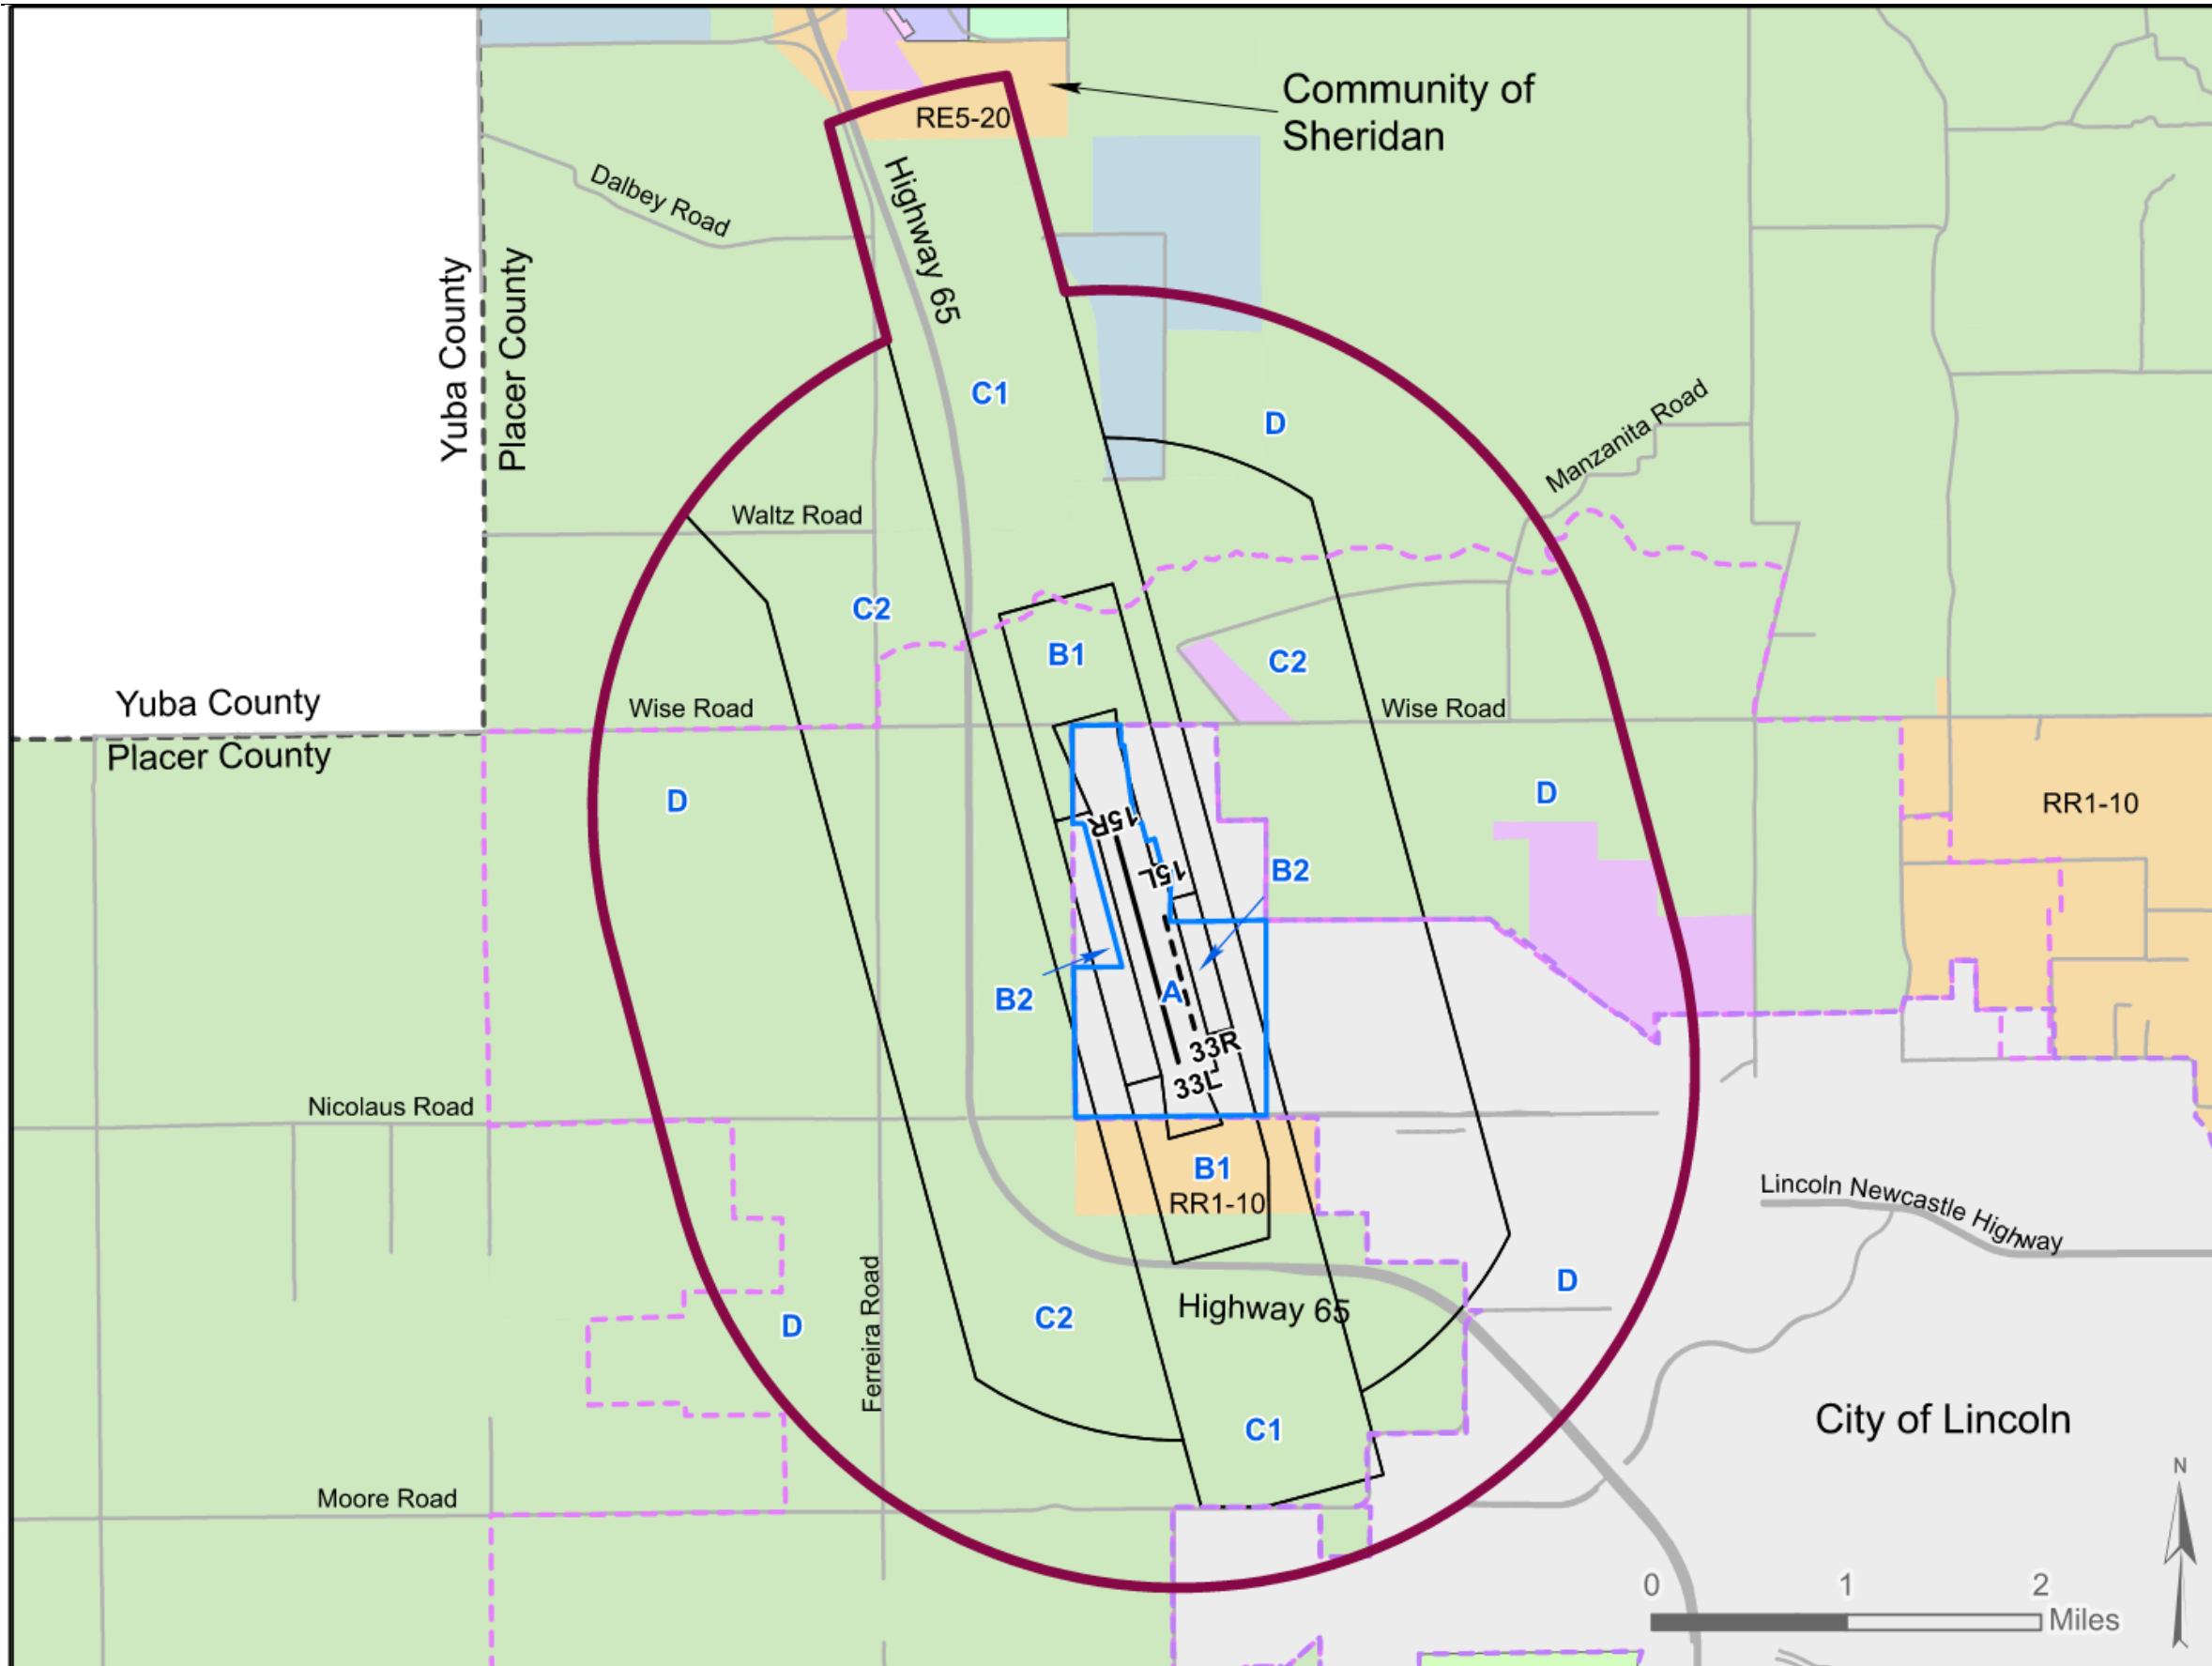 Community of
Sheridan
RE5-20
Dalbey Road
Highway 65
Yuba County
Placer County
C1
D
Manzanita Road
Waltz Road
C2
B1
C2
Yuba County
Placer County
Wise Road
Wise Road
D
D
RR1-10
15R
15L
B2
B2
A
33R
33L
Nicolaus Road
B1
RR1-10
Lincoln Newcastle Highway
Ferreira Road
D
C2
Highway 65
D
C1
City of Lincoln
Moore Road
N
0 1 2
Miles